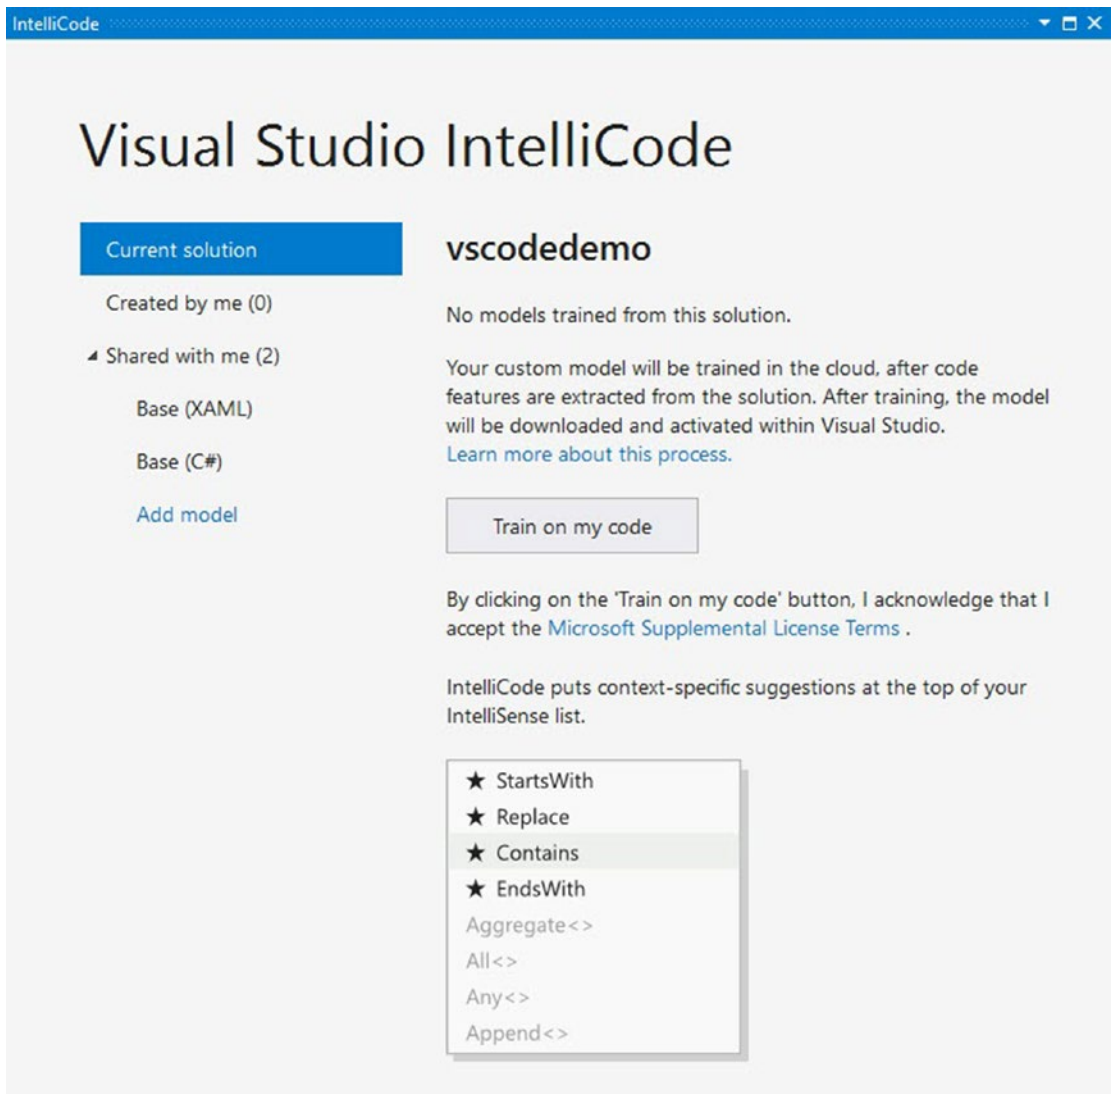 IntelliCode
Visual Studio IntelliCode
Current solution
Created by me (0)
Shared with me (2)
Base (XAML)
Base (C#)
Add model
vscodedemo
No models trained from this solution.
Your custom model will be trained in the cloud, after code
features are extracted from the solution. After training, the model
will be downloaded and activated within Visual Studio.
Learn more about this process.
Train on my code
By clicking on the 'Train on my code' button, I acknowledge that I
accept the Microsoft Supplemental License Terms .
IntelliCode puts context-specific suggestions at the top of your
IntelliSense list.
★ StartsWith
★ Replace
★ Contains
★ EndsWith
Aggregate<>
All<>
Any<>
Append<>